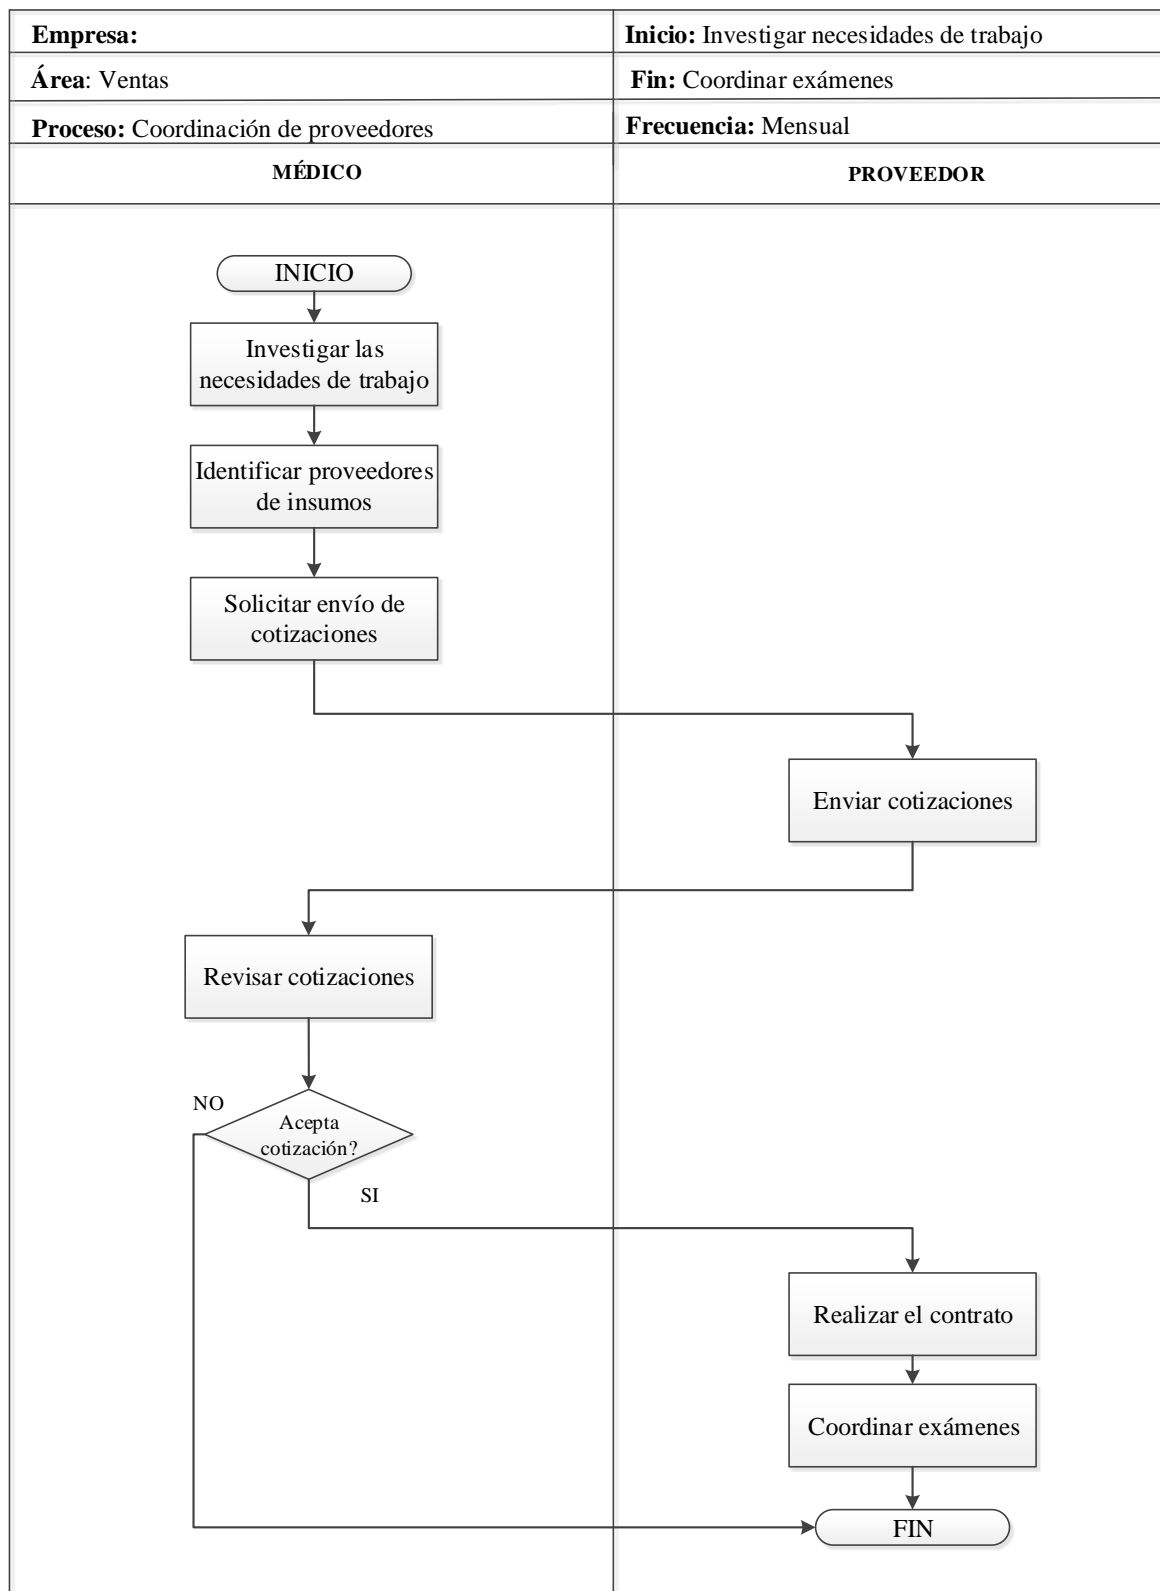 Empresa:
Inicio: Investigar necesidades de trabajo
Área: Ventas
Fin: Coordinar exámenes
Proceso: Coordinación de proveedores
Frecuencia: Mensual
MÉDICO
PROVEEDOR
INICIO
Investigar las
necesidades de trabajo
Identificar proveedores
de insumos
Solicitar envío de
cotizaciones
Enviar cotizaciones
Revisar cotizaciones
NO
Acepta
cotización?
SI
Realizar el contrato
Coordinar exámenes
FIN